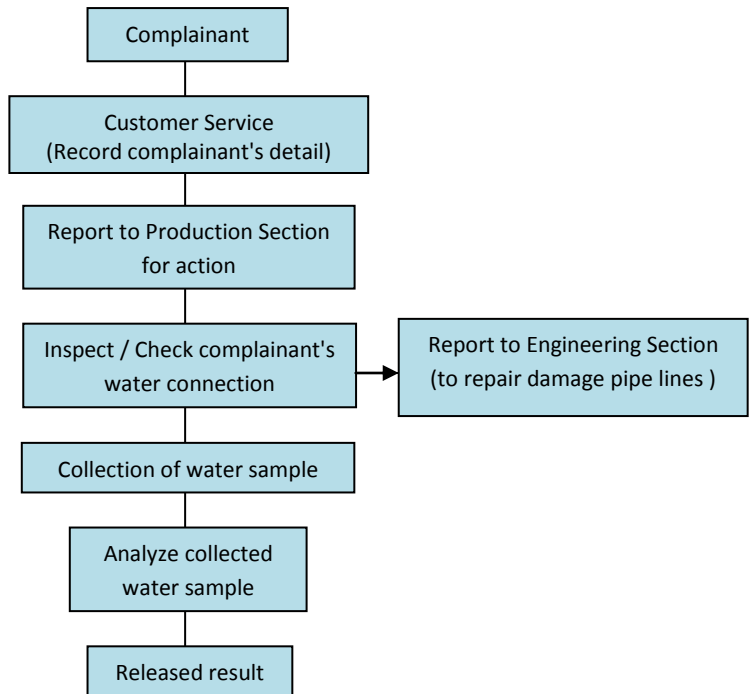 Complainant
Customer Service
(Record complainant's detail)
Report to Production Section
for action
Inspect / Check complainant's
water connection
Report to Engineering Section
(to repair damage pipe lines )
Collection of water sample
Analyze collected
water sample
Released result